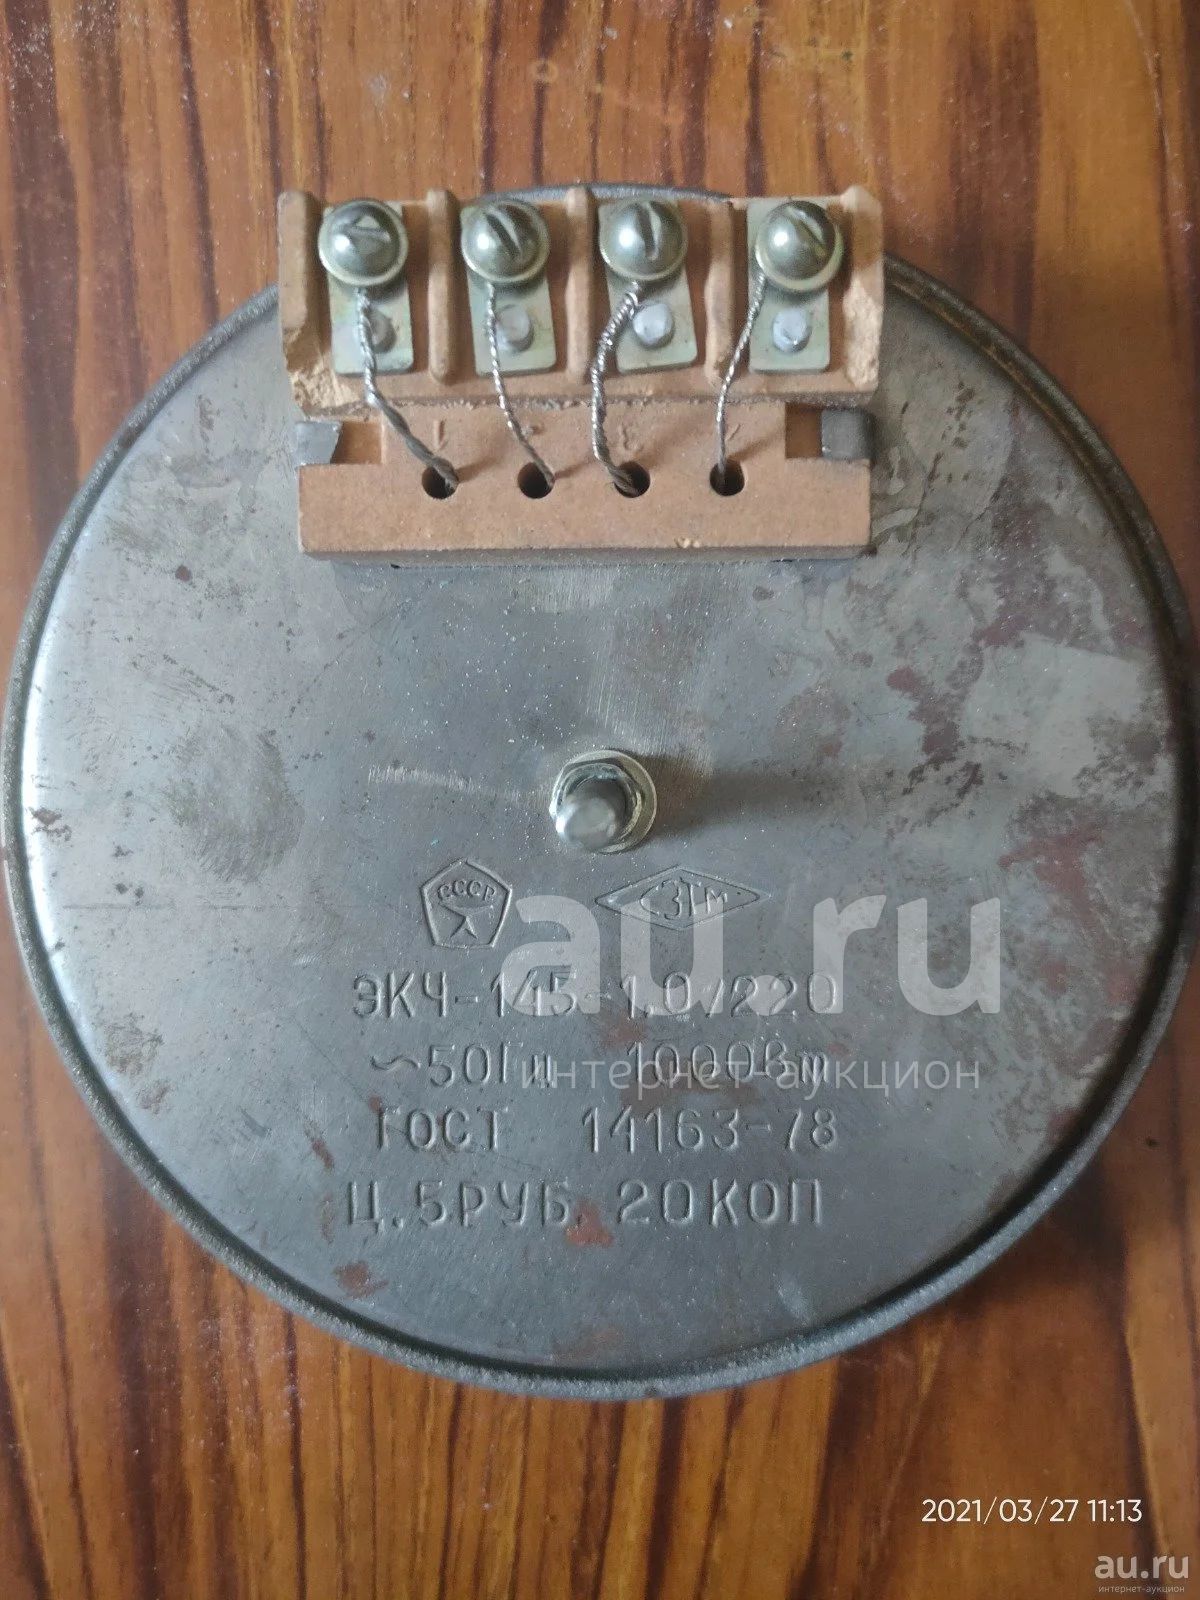 СССР
СЭТМ
au.ru
ЭКЧ-145-1.0/220
~50Гц 1000Вт
интернет-аукцион
ГОСТ 14163-78
Ц.5РУБ.20КОП
2021/03/27 11:13
au.ru
интернет-аукцион